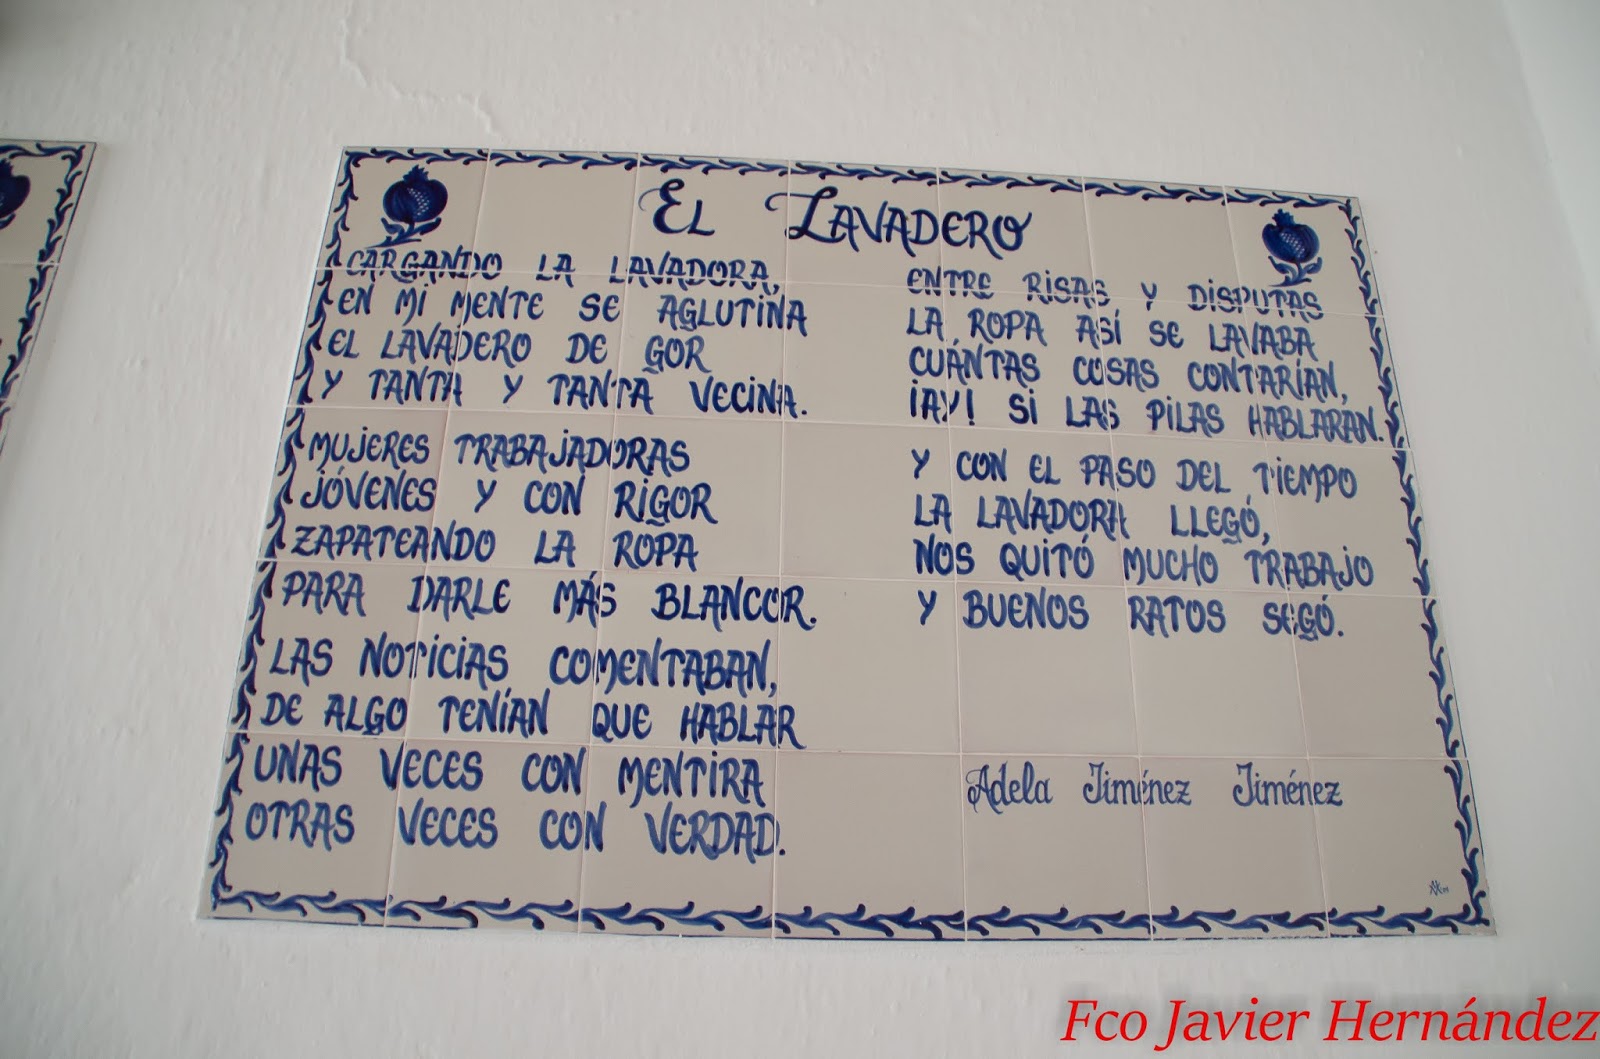 EL LAVADERO
CARGANDO LA LAVADORA,
EN MI MENTE SE AGLUTINA
EL LAVADERO DE GOR
Y TANTA Y TANTA VECINA.
MUJERES TRABAJADORAS
JÓVENES Y CON RIGOR
ZAPATEANDO LA ROPA
PARA DARLE MÁS BLANCOR.
LAS NOTICIAS COMENTABAN,
DE ALGO TENÍAN QUE HABLAR
UNAS VECES CON MENTIRA
OTRAS VECES CON VERDAD.
ENTRE RISAS Y DISPUTAS
LA ROPA ASÍ SE LAVABA
CUÁNTAS COSAS CONTARÍAN,
¡AY! SI LAS PILAS HABLARAN.
Y CON EL PASO DEL TIEMPO
LA LAVADORA LLEGÓ,
NOS QUITÓ MUCHO TRABAJO
Y BUENOS RATOS SEGÓ.
Adela Jiménez Jiménez
Fco Javier Hernández